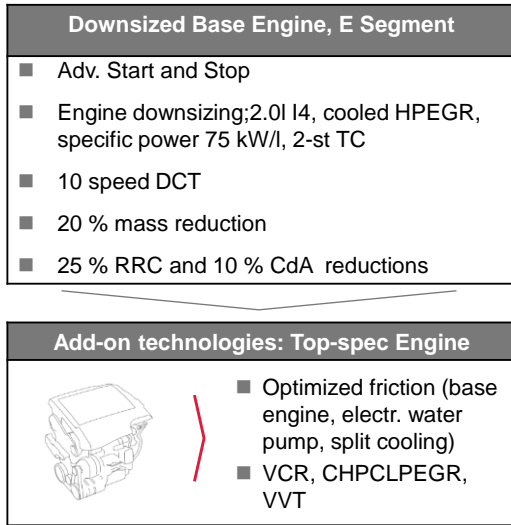 Downsized Base Engine, E Segment
■ Adv. Start and Stop
■ Engine downsizing;2.0l I4, cooled HPEGR,
specific power 75 kW/l, 2-st TC
■ 10 speed DCT
■ 20 % mass reduction
■ 25 % RRC and 10 % CdA reductions
Add-on technologies: Top-spec Engine
■ Optimized friction (base
engine, electr. water
pump, split cooling)
■ VCR, CHPCLPEGR,
VVT